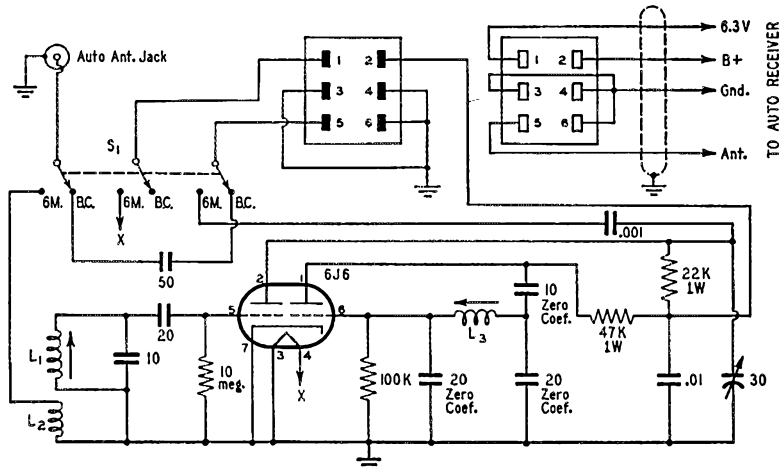 6.3V
B+
Gnd.
Ant.
TO AUTO RECEIVER
Auto Ant. Jack
1 2
3 4
5 6
1 2
3 4
5 6
S1
6M. B.C. 6M. B.C. 6M. B.C.
X
50
.001
6J6
2 1
5 6
7 3 4
X
20
10
L1
L2
10
meg.
100K
L3
20
Zero
Coef.
10
Zero
Coef.
20
Zero
Coef.
47K
1W
22K
1W
.01
30